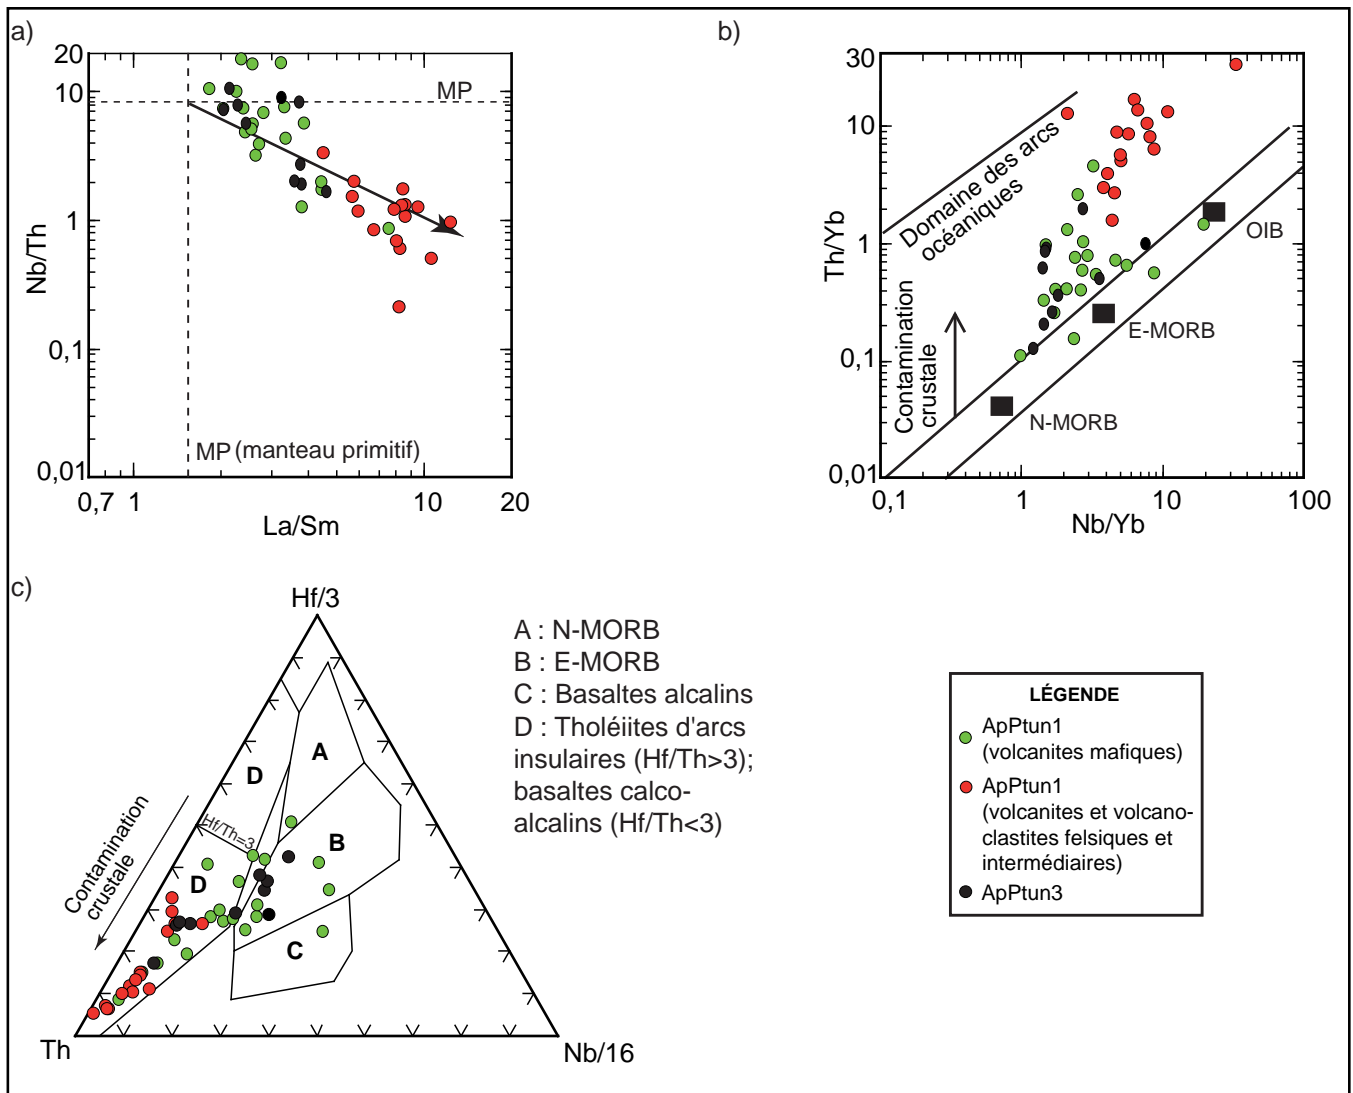 a)
20
10
1
0,1
0,01
Nb/Th
MP
MP (manteau primitif)
0,7
1
10
20
La/Sm
b)
30
10
1
0,1
0,01
Th/Yb
Domaine des arcs
océaniques
Contamination
crustale
OIB
E-MORB
N-MORB
0,1
1
10
100
Nb/Yb
c)
Hf/3
A
D
Hf/Th=3
B
D
C
Contamination
crustale
Th
Nb/16
A : N-MORB
B : E-MORB
C : Basaltes alcalins
D : Tholéiites d'arcs
insulaires (Hf/Th>3);
basaltes calco-
alcalins (Hf/Th<3)
LÉGENDE
ApPtun1
(volcanites mafiques)
ApPtun1
(volcanites et volcano-
clastites felsiques et
intermédiaires)
ApPtun3